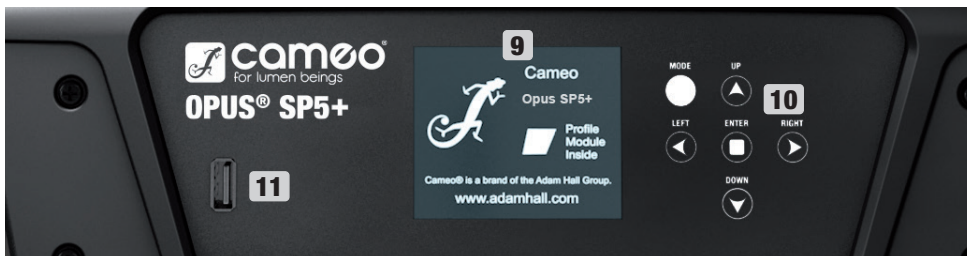 cameo®
for lumen beings
OPUS® SP5+
11
9
Cameo
Opus SP5+
Profile
Module
Inside
Cameo® is a brand of the Adam Hall Group.
www.adamhall.com
MODE
UP
10
LEFT
ENTER
RIGHT
DOWN